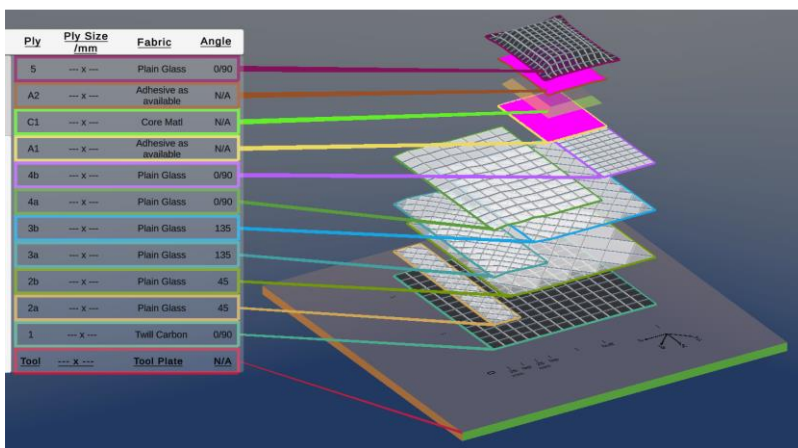 Ply Ply Size /mm Fabric Angle
5 --- x --- Plain Glass 0/90
A2 --- x --- Adhesive as available N/A
C1 --- x --- Core Matl N/A
A1 --- x --- Adhesive as available N/A
4b --- x --- Plain Glass 0/90
4a --- x --- Plain Glass 0/90
3b --- x --- Plain Glass 135
3a --- x --- Plain Glass 135
2b --- x --- Plain Glass 45
2a --- x --- Plain Glass 45
1 --- x --- Twill Carbon 0/90
Tool --- x --- Tool Plate N/A